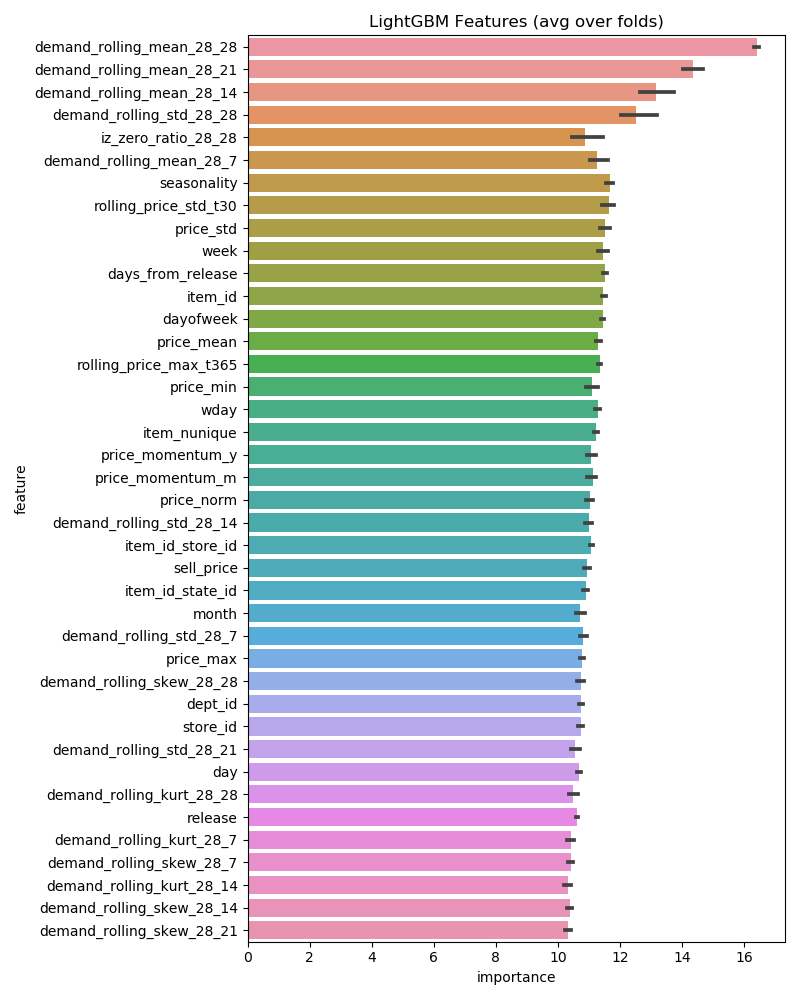 LightGBM Features (avg over folds)
demand_rolling_mean_28_28
demand_rolling_mean_28_21
demand_rolling_mean_28_14
demand_rolling_std_28_28
iz_zero_ratio_28_28
demand_rolling_mean_28_7
seasonality
rolling_price_std_t30
price_std
week
days_from_release
item_id
dayofweek
price_mean
rolling_price_max_t365
price_min
wday
item_nunique
price_momentum_y
price_momentum_m
price_norm
demand_rolling_std_28_14
item_id_store_id
sell_price
item_id_state_id
month
demand_rolling_std_28_7
price_max
demand_rolling_skew_28_28
dept_id
store_id
demand_rolling_std_28_21
day
demand_rolling_kurt_28_28
release
demand_rolling_kurt_28_7
demand_rolling_skew_28_7
demand_rolling_kurt_28_14
demand_rolling_skew_28_14
demand_rolling_skew_28_21
feature
0 2 4 6 8 10 12 14 16
importance